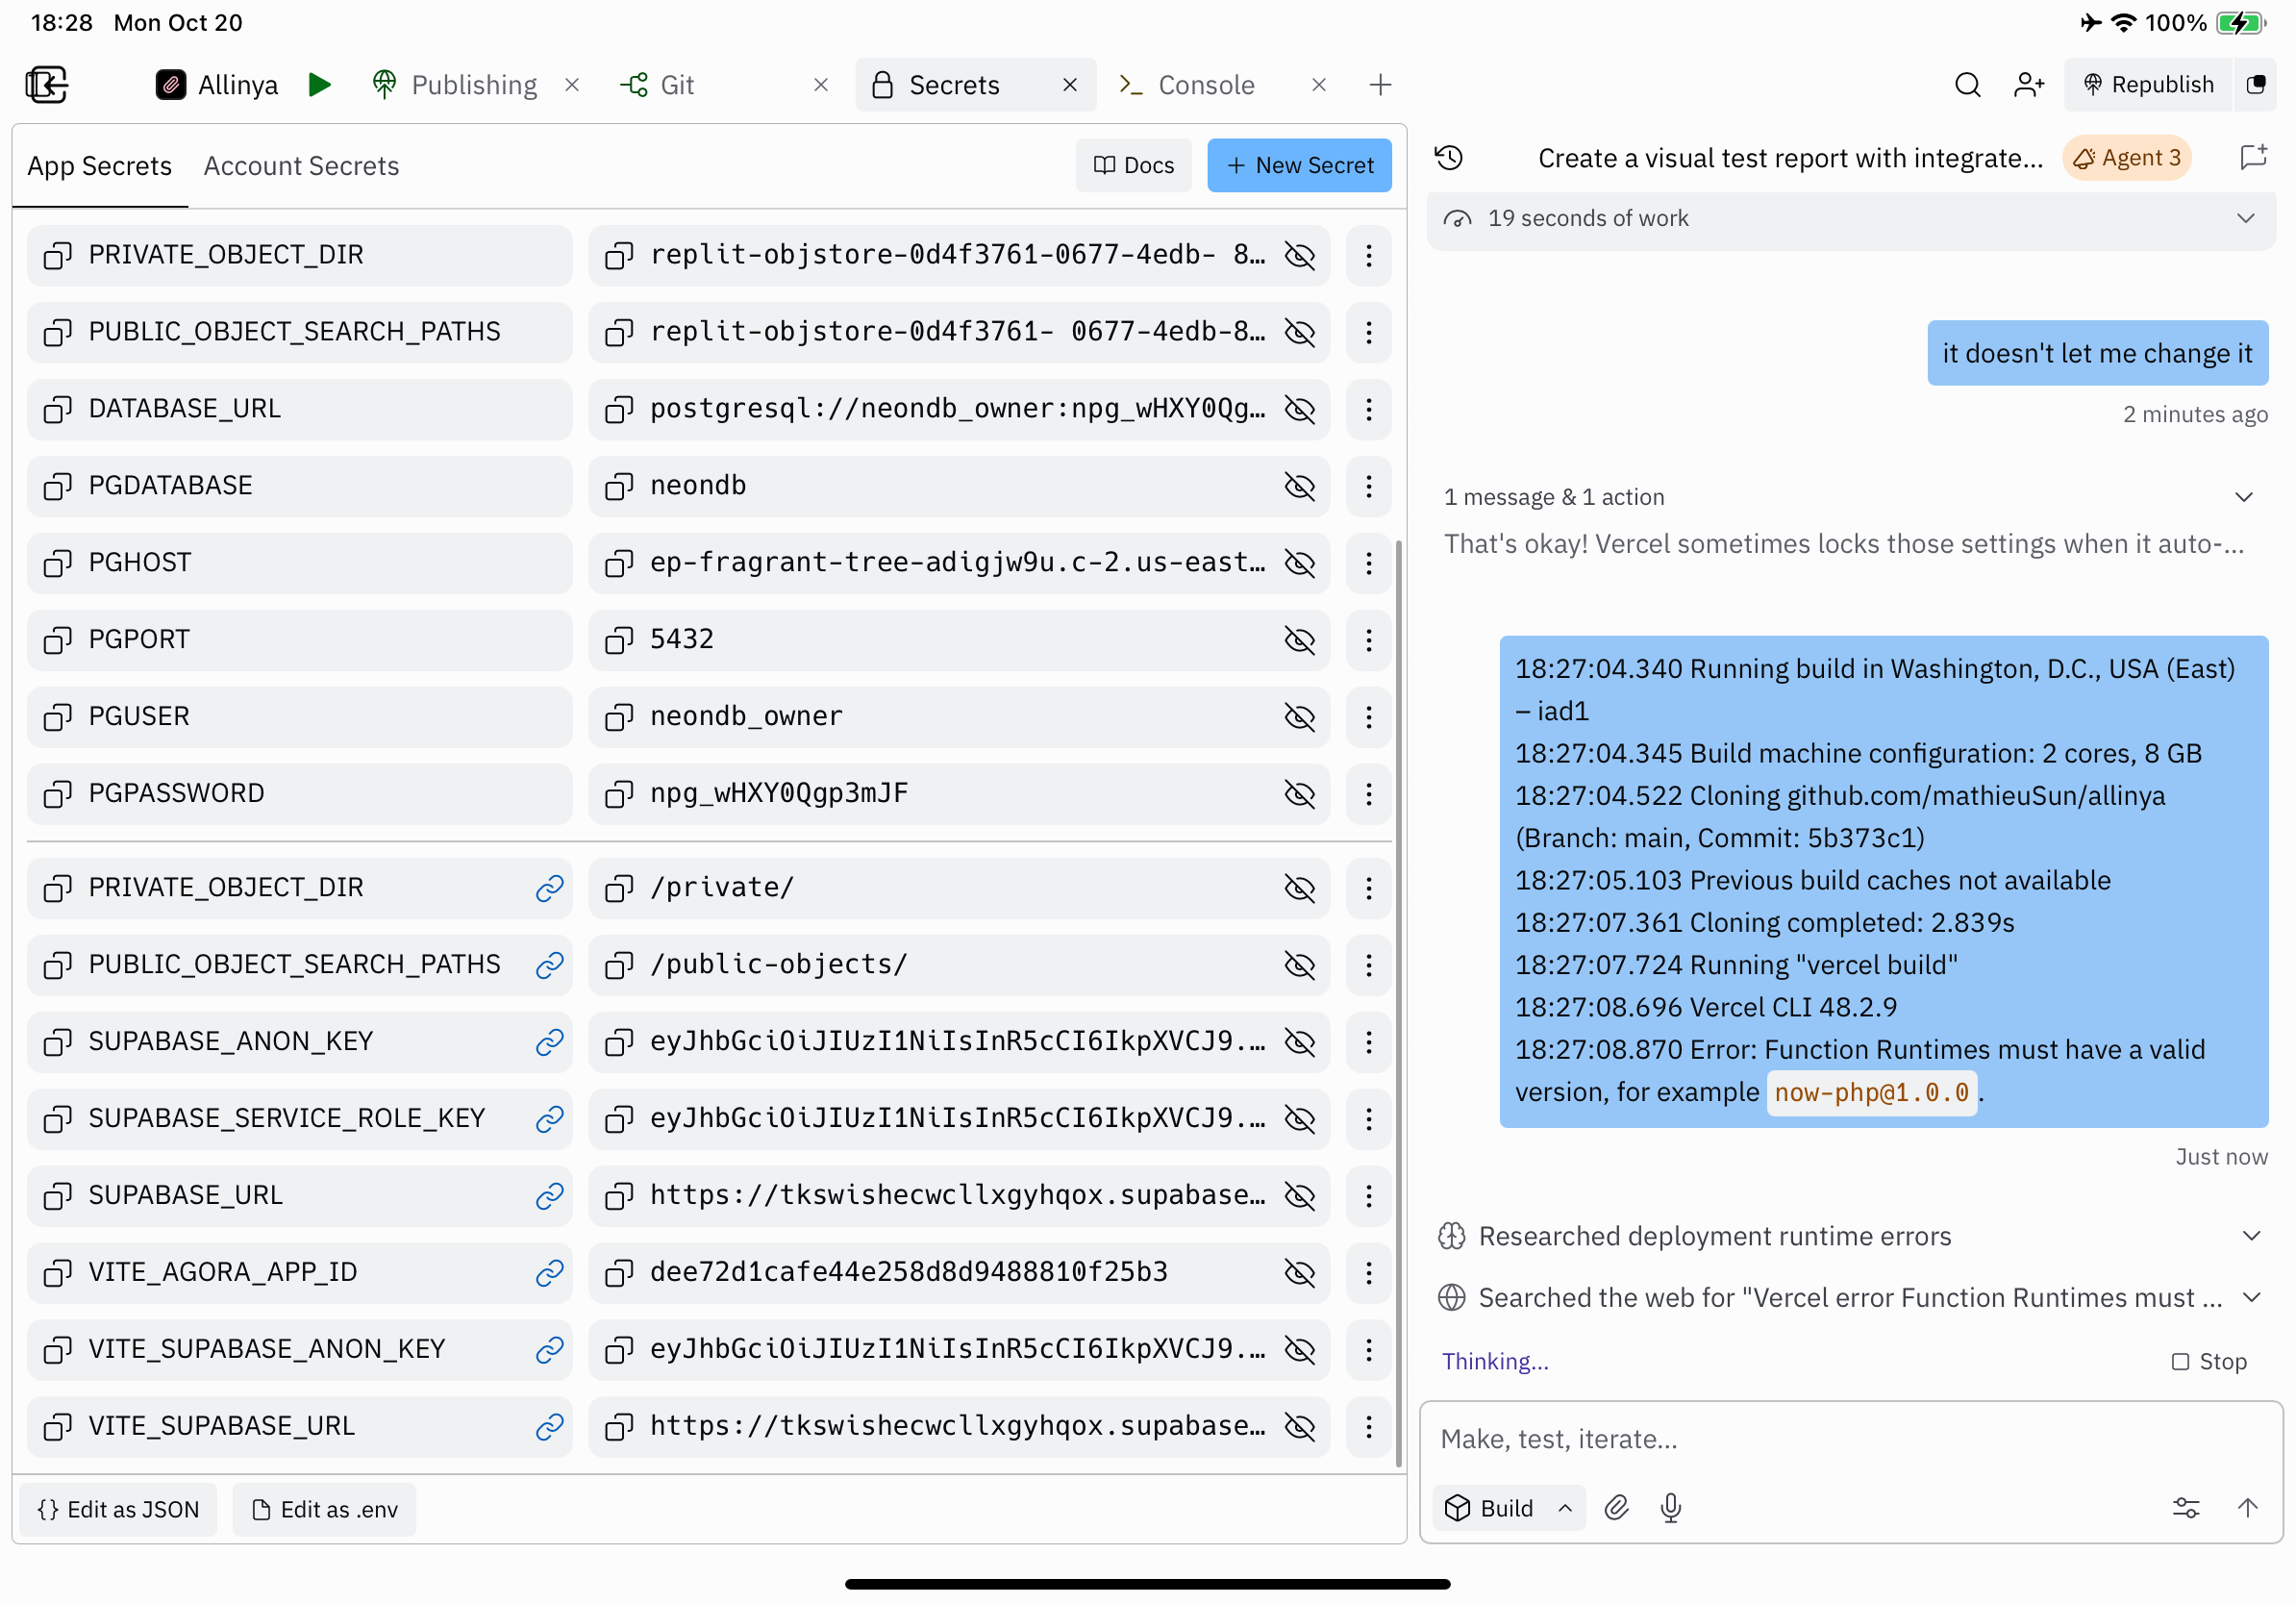 18:28 Mon Oct 20
100%
Allinya
Publishing
Git
Secrets
Console
Republish
App Secrets
Account Secrets
Docs
New Secret
PRIVATE_OBJECT_DIR
replit-objstore-0d4f3761-0677-4edb- 8…
PUBLIC_OBJECT_SEARCH_PATHS
replit-objstore-0d4f3761- 0677-4edb-8…
DATABASE_URL
postgresql://neondb_owner:npg_wHXY0Qg…
PGDATABASE
neondb
PGHOST
ep-fragrant-tree-adigjw9u.c-2.us-east…
PGPORT
5432
PGUSER
neondb_owner
PGPASSWORD
npg_wHXY0Qgp3mJF
PRIVATE_OBJECT_DIR
/private/
PUBLIC_OBJECT_SEARCH_PATHS
/public-objects/
SUPABASE_ANON_KEY
eyJhbGciOiJIUzI1NiIsInR5cCI6IkpXVCJ9.…
SUPABASE_SERVICE_ROLE_KEY
eyJhbGciOiJIUzI1NiIsInR5cCI6IkpXVCJ9.…
SUPABASE_URL
https://tkswishecwcllxgyhqox.supabase…
VITE_AGORA_APP_ID
dee72d1cafe44e258d8d9488810f25b3
VITE_SUPABASE_ANON_KEY
eyJhbGciOiJIUzI1NiIsInR5cCI6IkpXVCJ9.…
VITE_SUPABASE_URL
https://tkswishecwcllxgyhqox.supabase…
{} Edit as JSON
Edit as .env
Create a visual test report with integrate...
Agent 3
19 seconds of work
it doesn't let me change it
2 minutes ago
1 message & 1 action
That's okay! Vercel sometimes locks those settings when it auto-...
18:27:04.340 Running build in Washington, D.C., USA (East)
– iad1
18:27:04.345 Build machine configuration: 2 cores, 8 GB
18:27:04.522 Cloning github.com/mathieuSun/allinya
(Branch: main, Commit: 5b373c1)
18:27:05.103 Previous build caches not available
18:27:07.361 Cloning completed: 2.839s
18:27:07.724 Running "vercel build"
18:27:08.696 Vercel CLI 48.2.9
18:27:08.870 Error: Function Runtimes must have a valid
version, for example now-php@1.0.0.
Just now
Researched deployment runtime errors
Searched the web for "Vercel error Function Runtimes must ...
Thinking...
Stop
Make, test, iterate...
Build